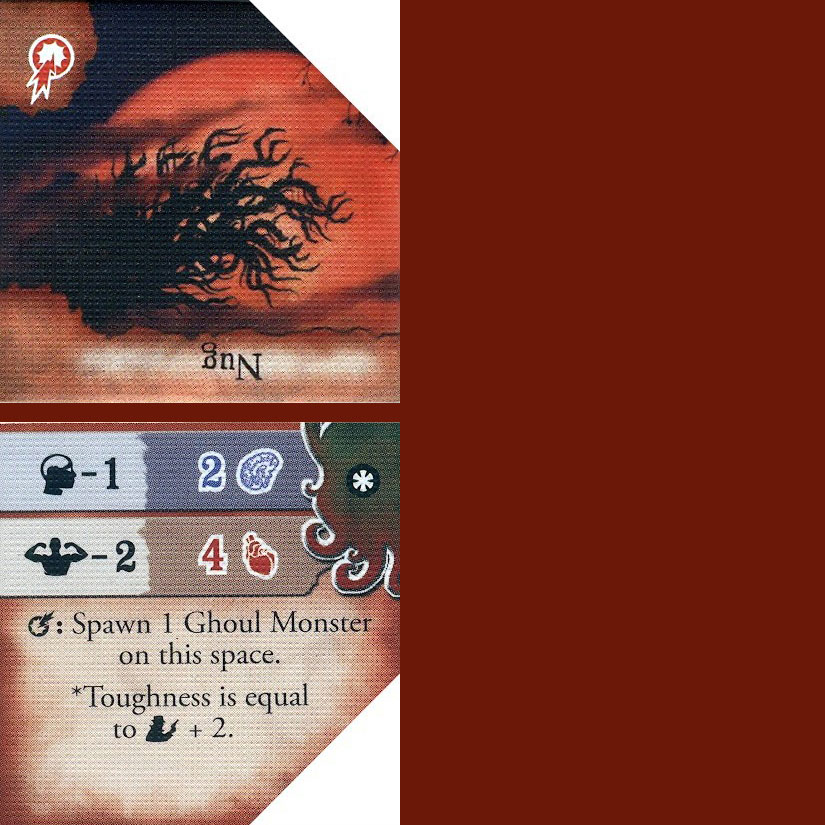 Nug
-1 2 *
-2 4
: Spawn 1 Ghoul Monster
on this space.
*Toughness is equal
to + 2.